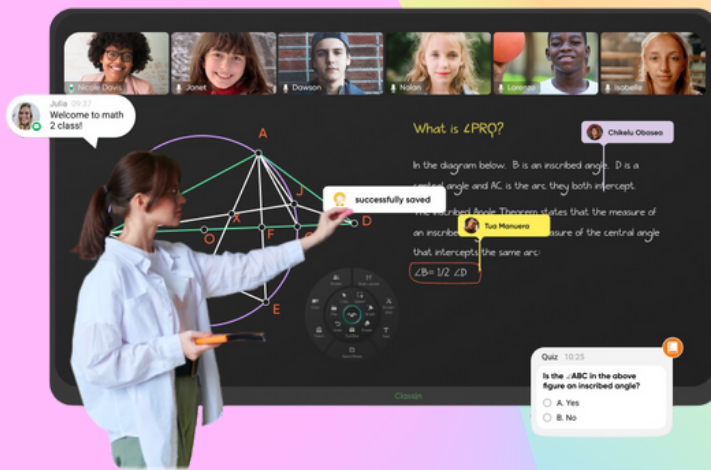 Nicole Davis
Janet
Dawson
Nolan
Lorenzo
Isabelle
Julia 09:37
Welcome to math
2 class!
What is ∠PRQ?
Chikelu Obasea
In the diagram below. B is an inscribed angle. D is a
central angle and AC is the arc they both intercept.
successfully saved
The Inscribed Angle Theorem states that the measure of
Tua Manuera
an inscribed measure of the central angle
that intercepts the same arc:
∠B= 1/2 ∠D
A
J
X
D
O
F
E
Text
Quiz 10:25
Is the ∠ABC in the above
figure an inscribed angle?
A. Yes
B. No
ClassIn